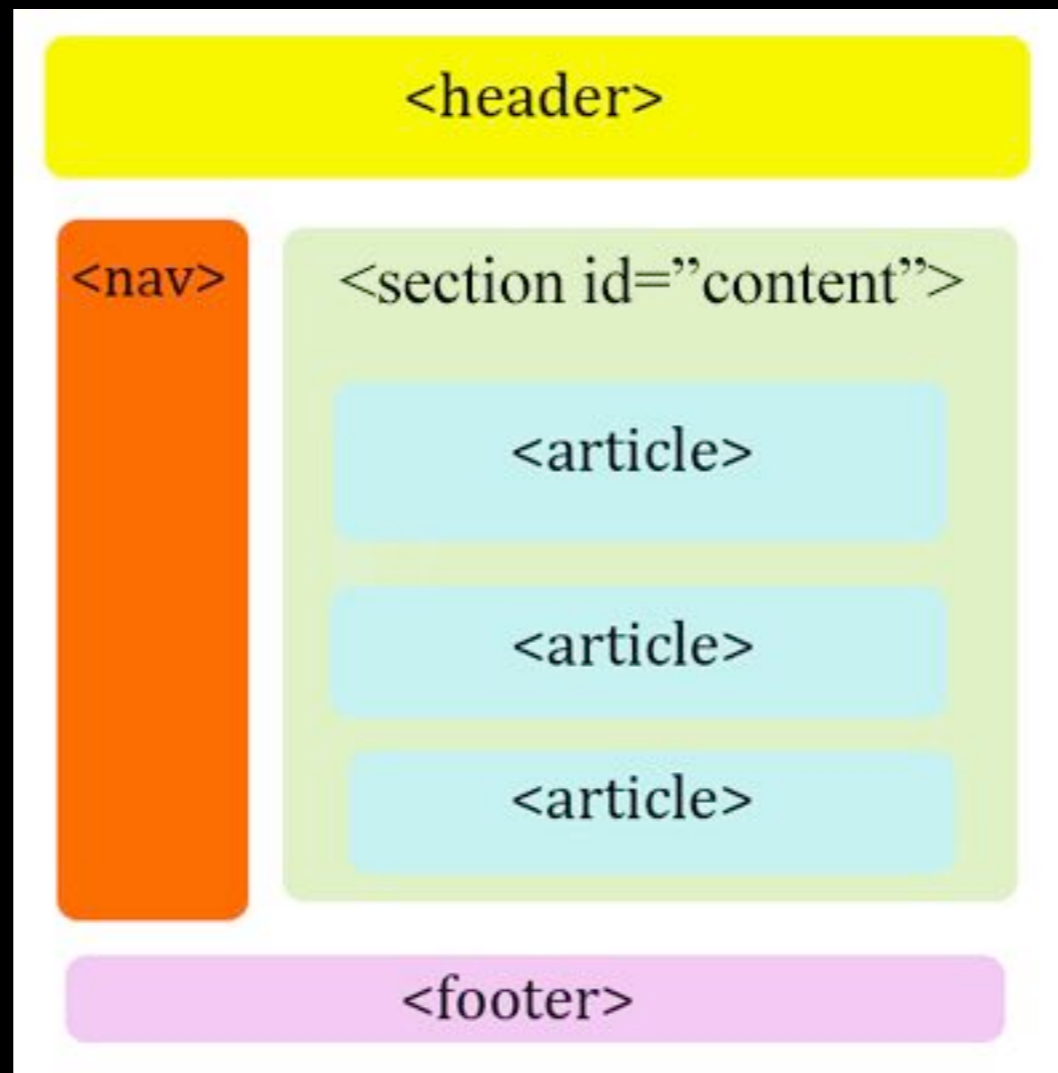 <header>
<nav>
<section id=”content”>
<article>
<article>
<article>
<footer>